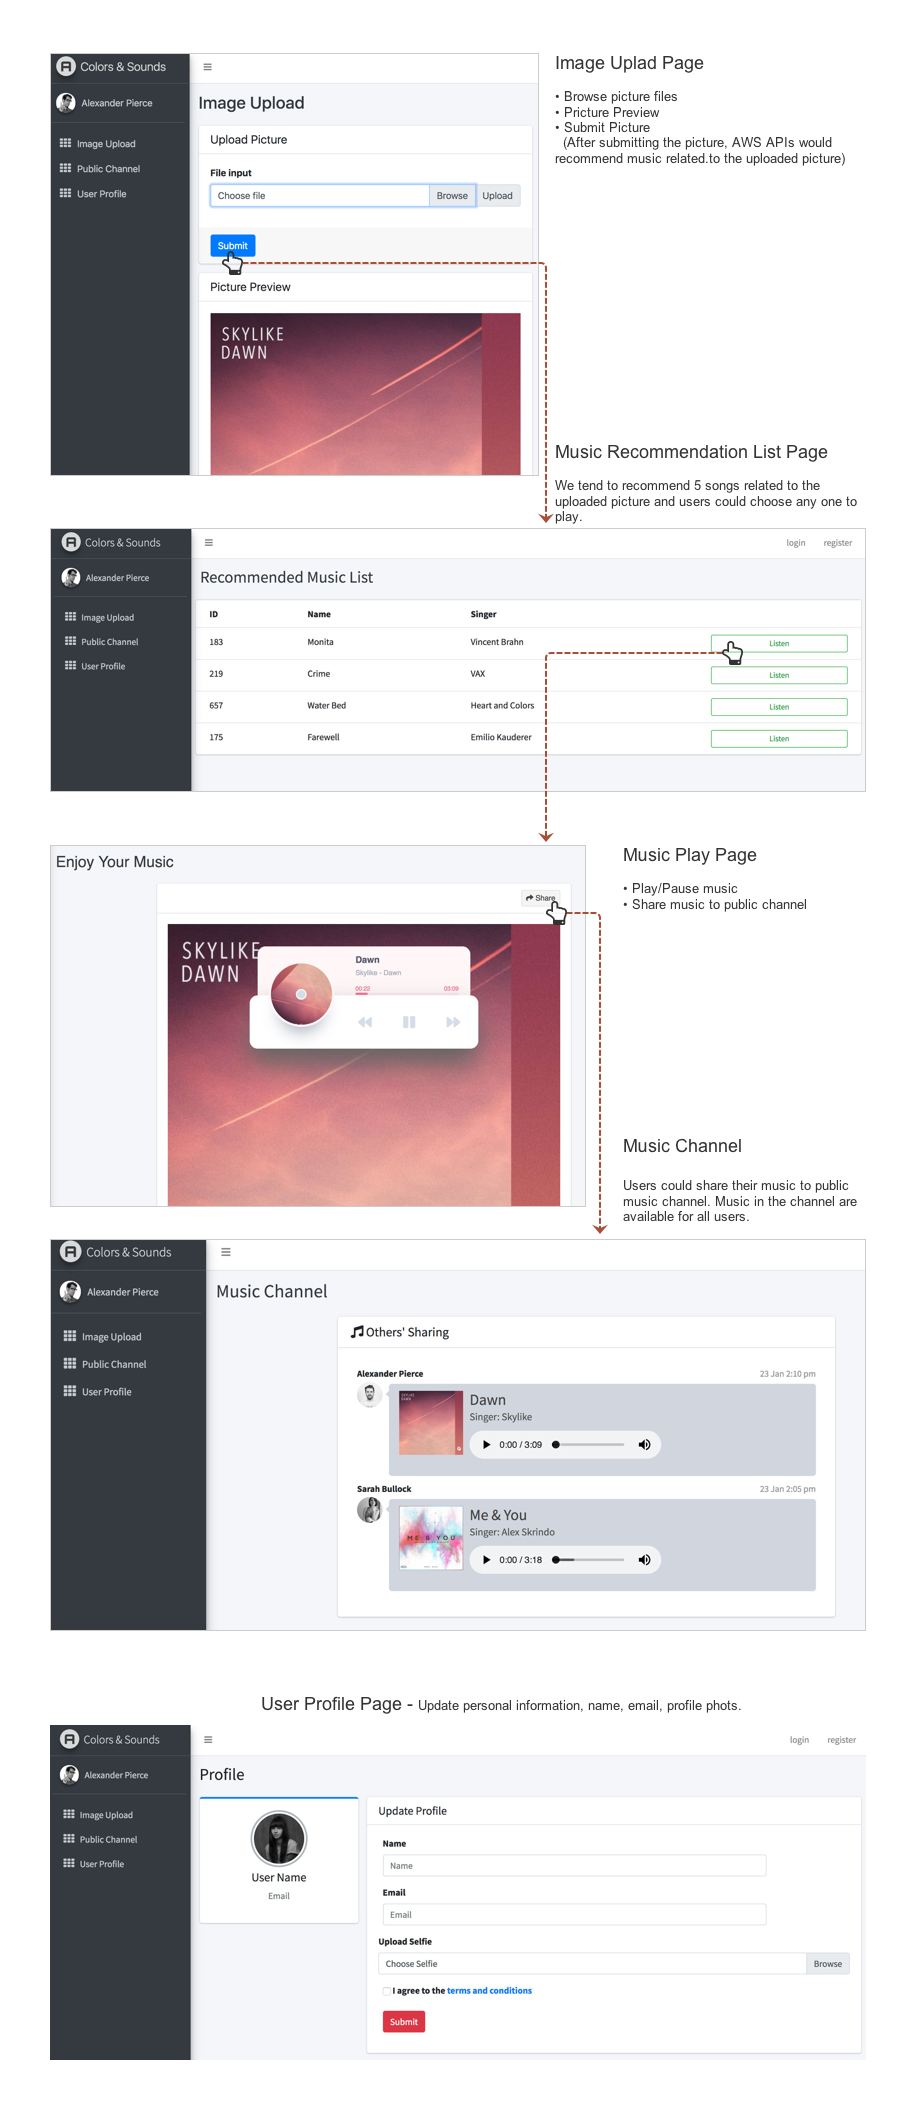 Colors & Sounds
Alexander Pierce
Image Upload
Public Channel
User Profile
Image Upload
Upload Picture
File input
Choose file
Browse
Upload
Submit
Picture Preview
SKYLIKE
DAWN
Image Uplad Page
• Browse picture files
• Pricture Preview
• Submit Picture
(After submitting the picture, AWS APIs would
recommend music related.to the uploaded picture)
Music Recommendation List Page
We tend to recommend 5 songs related to the
uploaded picture and users could choose any one to
play.
Colors & Sounds
login register
Alexander Pierce
Image Upload
Public Channel
User Profile
Recommended Music List
ID Name Singer
183 Monita Vincent Brahn Listen
219 Crime VAX Listen
657 Water Bed Heart and Colors Listen
175 Farewell Emilio Kauderer Listen
Enjoy Your Music
Share
SKYLIKE
DAWN
Dawn
Skylike - Dawn
00:23 03:09
Music Play Page
• Play/Pause music
• Share music to public channel
Music Channel
Users could share their music to public
music channel. Music in the channel are
available for all users.
Colors & Sounds
Alexander Pierce
Image Upload
Public Channel
User Profile
Music Channel
Others' Sharing
Alexander Pierce 23 Jan 2:10 pm
SKYLIKE
DAWN
Dawn
Singer: Skylike
0:00 / 3:09
Sarah Bullock 23 Jan 2:05 pm
ME & YOU
Me & You
Singer: Alex Skrindo
0:00 / 3:18
User Profile Page - Update personal information, name, email, profile phots.
Colors & Sounds
login register
Alexander Pierce
Image Upload
Public Channel
User Profile
Profile
User Name
Email
Update Profile
Name
Name
Email
Email
Upload Selfie
Choose Selfie Browse
I agree to the terms and conditions
Submit